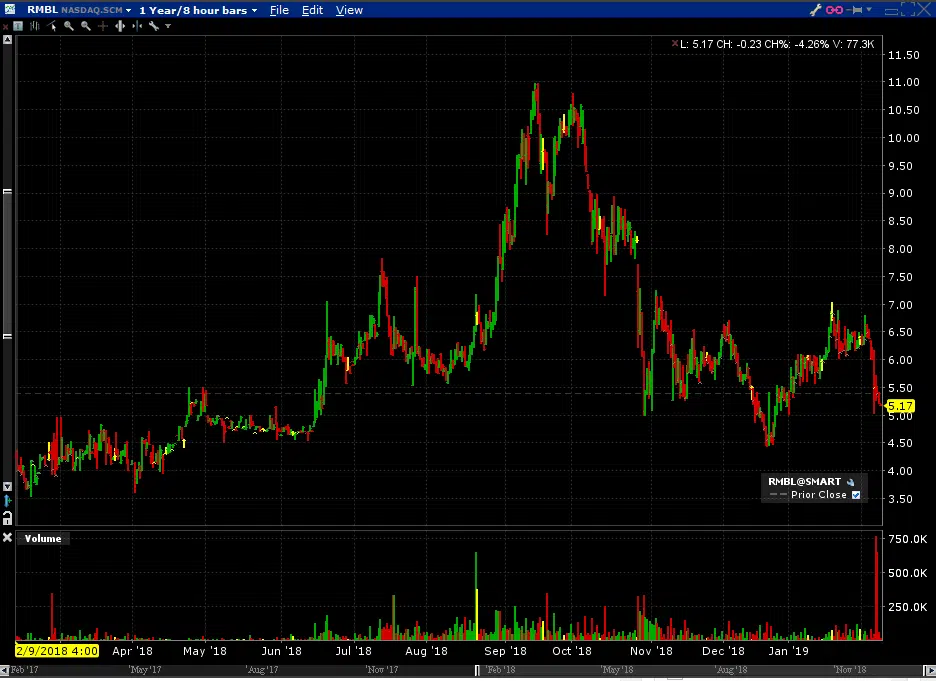 RMBL NASDAQ.SCM 1 Year/8 hour bars File Edit View
L: 5.17 CH: -0.23 CH%: -4.26% V: 77.3K
11.50
11.00
10.50
10.00
9.50
9.00
8.50
8.00
7.50
7.00
6.50
6.00
5.50
5.17
5.00
4.50
4.00
3.50
RMBL@SMART
Prior Close
Volume
750.0K
500.0K
250.0K
2/9/2018 4:00 Apr '18 May '18 Jun '18 Jul '18 Aug '18 Sep '18 Oct '18 Nov '18 Dec '18 Jan '19
Feb '17 May '17 Aug '17 Nov '17 Feb '18 May '18 Aug '18 Nov '18